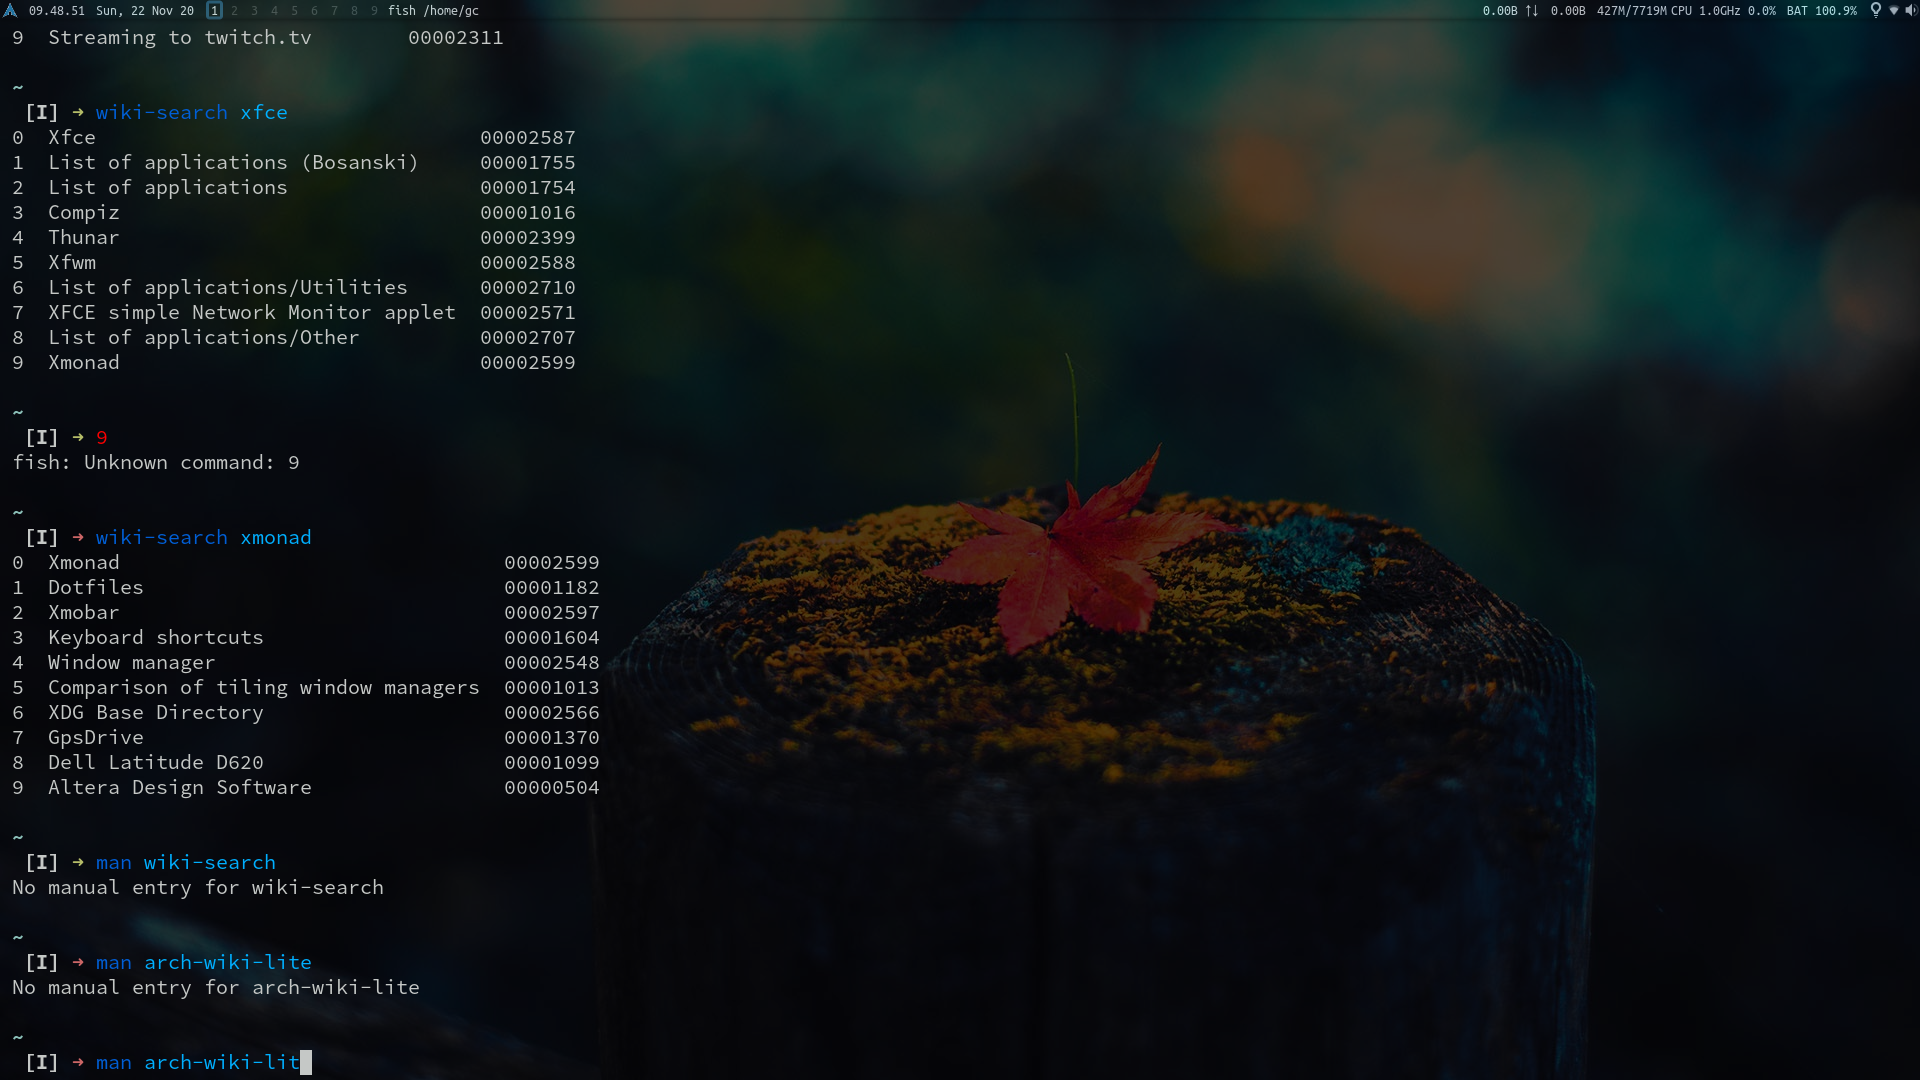 09.48.51 Sun, 22 Nov 20 1 2 3 4 5 6 7 8 9 fish /home/gc 0.00B ↑↓ 0.00B 427M/7719M CPU 1.0GHz 0.0% BAT 100.9%
9 Streaming to twitch.tv 00002311
~
[I] → wiki-search xfce
0 Xfce 00002587
1 List of applications (Bosanski) 00001755
2 List of applications 00001754
3 Compiz 00001016
4 Thunar 00002399
5 Xfwm 00002588
6 List of applications/Utilities 00002710
7 XFCE simple Network Monitor applet 00002571
8 List of applications/Other 00002707
9 Xmonad 00002599
~
[I] → 9
fish: Unknown command: 9
~
[I] → wiki-search xmonad
0 Xmonad 00002599
1 Dotfiles 00001182
2 Xmobar 00002597
3 Keyboard shortcuts 00001604
4 Window manager 00002548
5 Comparison of tiling window managers 00001013
6 XDG Base Directory 00002566
7 GpsDrive 00001370
8 Dell Latitude D620 00001099
9 Altera Design Software 00000504
~
[I] → man wiki-search
No manual entry for wiki-search
~
[I] → man arch-wiki-lite
No manual entry for arch-wiki-lite
~
[I] → man arch-wiki-lit